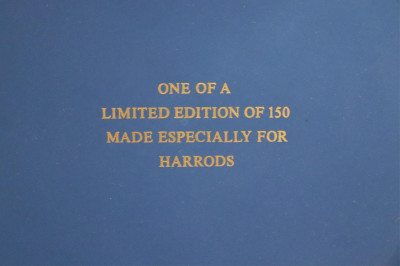 ONE OF A
LIMITED EDITION OF 150
MADE ESPECIALLY FOR
HARRODS